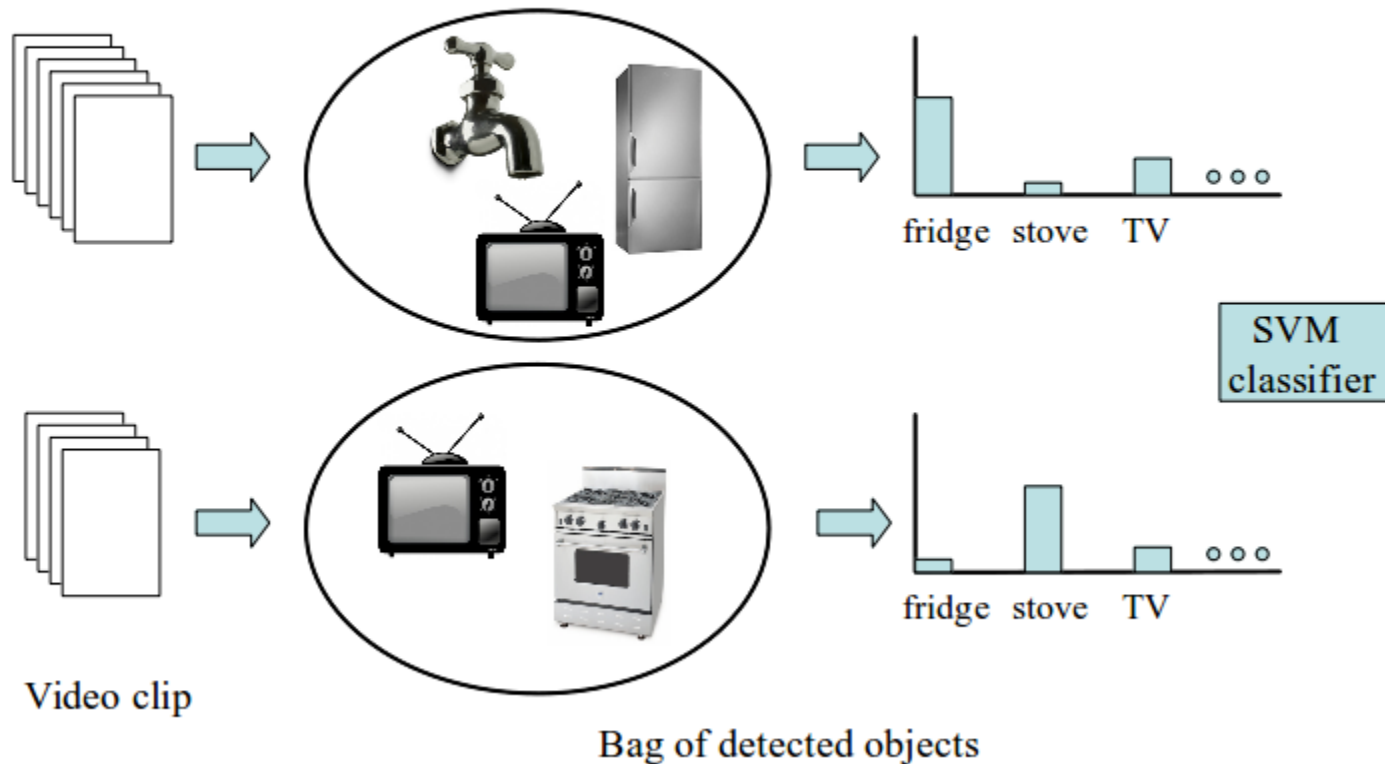 fridge stove TV
SVM
classifier
fridge stove TV
Video clip
Bag of detected objects